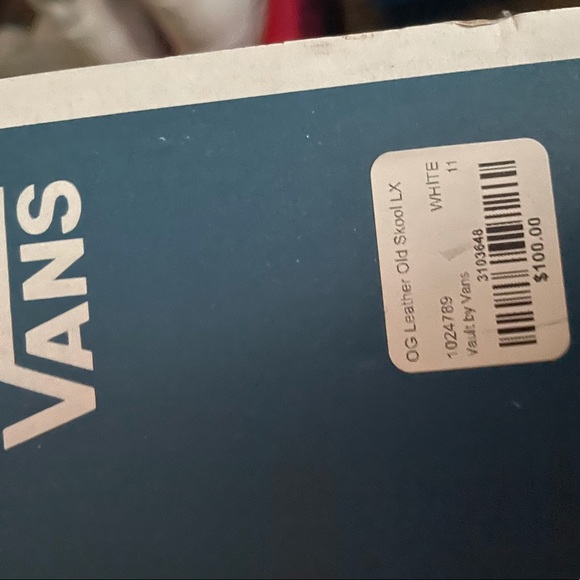 VANS
OG Leather Old Skool LX
1024789 WHITE
Vault by Vans 11
3103648
$100.00